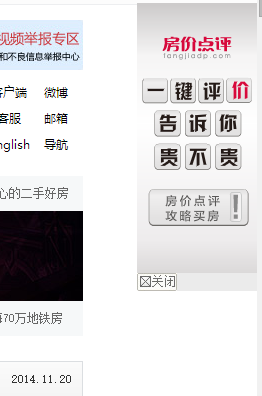 视频举报专区
和不良信息举报中心
客户端 微博
客服 邮箱
nglish 导航
心的二手好房
70万地铁房
2014.11.20
房价点评
fangjiadp.com
一键评价
告诉你
贵不贵
房价点评
攻略买房
关闭